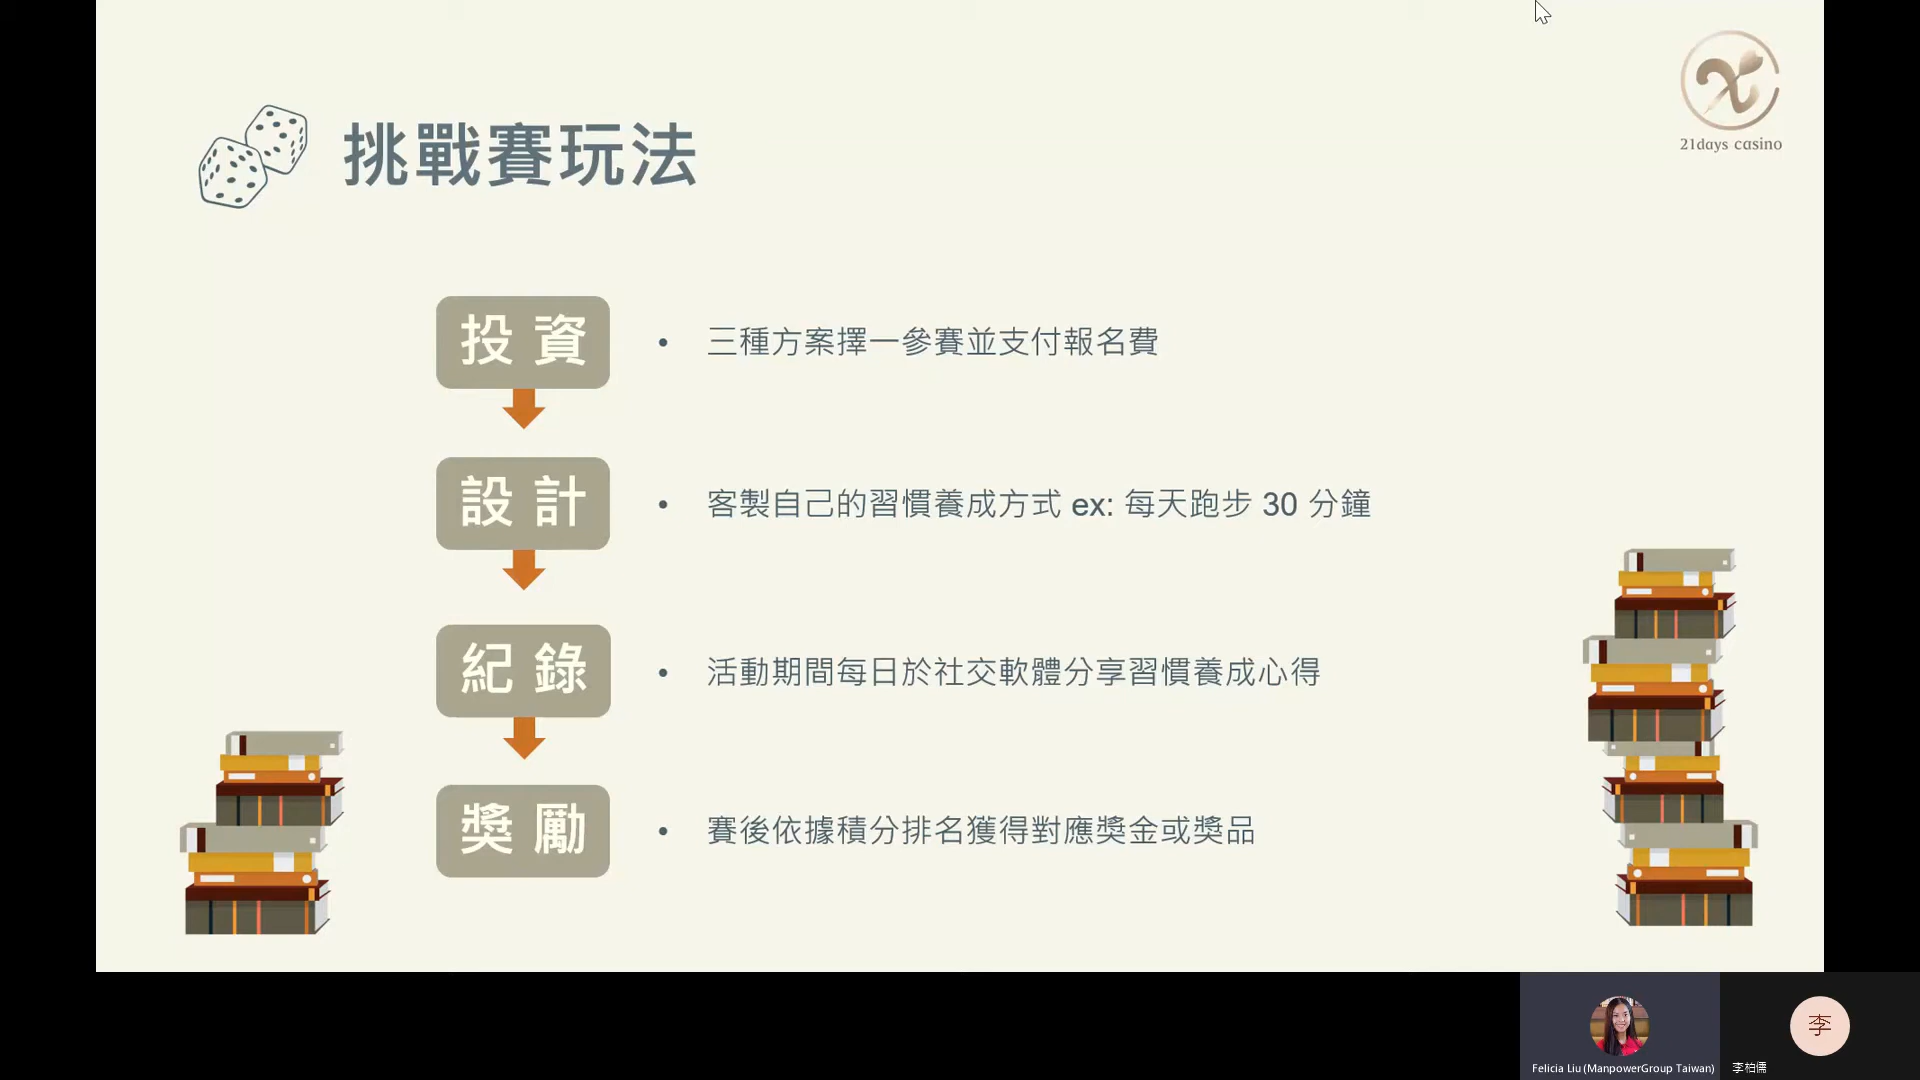 21days casino
挑戰賽玩法
投資
• 三種方案擇一參賽並支付報名費
設計
• 客製自己的習慣養成方式 ex: 每天跑步 30 分鐘
紀錄
• 活動期間每日於社交軟體分享習慣養成心得
獎勵
• 賽後依據積分排名獲得對應獎金或獎品
李
Felicia Liu (ManpowerGroup Taiwan)
李柏儒